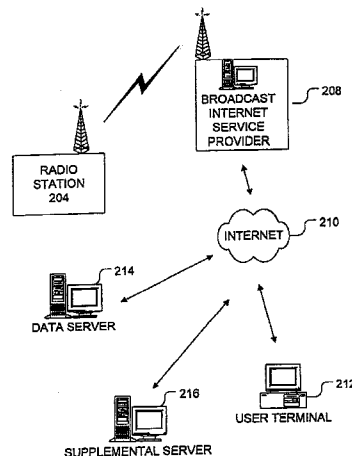 BROADCAST
INTERNET
SERVICE
PROVIDER
208
RADIO
STATION
204
INTERNET
210
214
DATA SERVER
216
SUPPLEMENTAL SERVER
212
USER TERMINAL